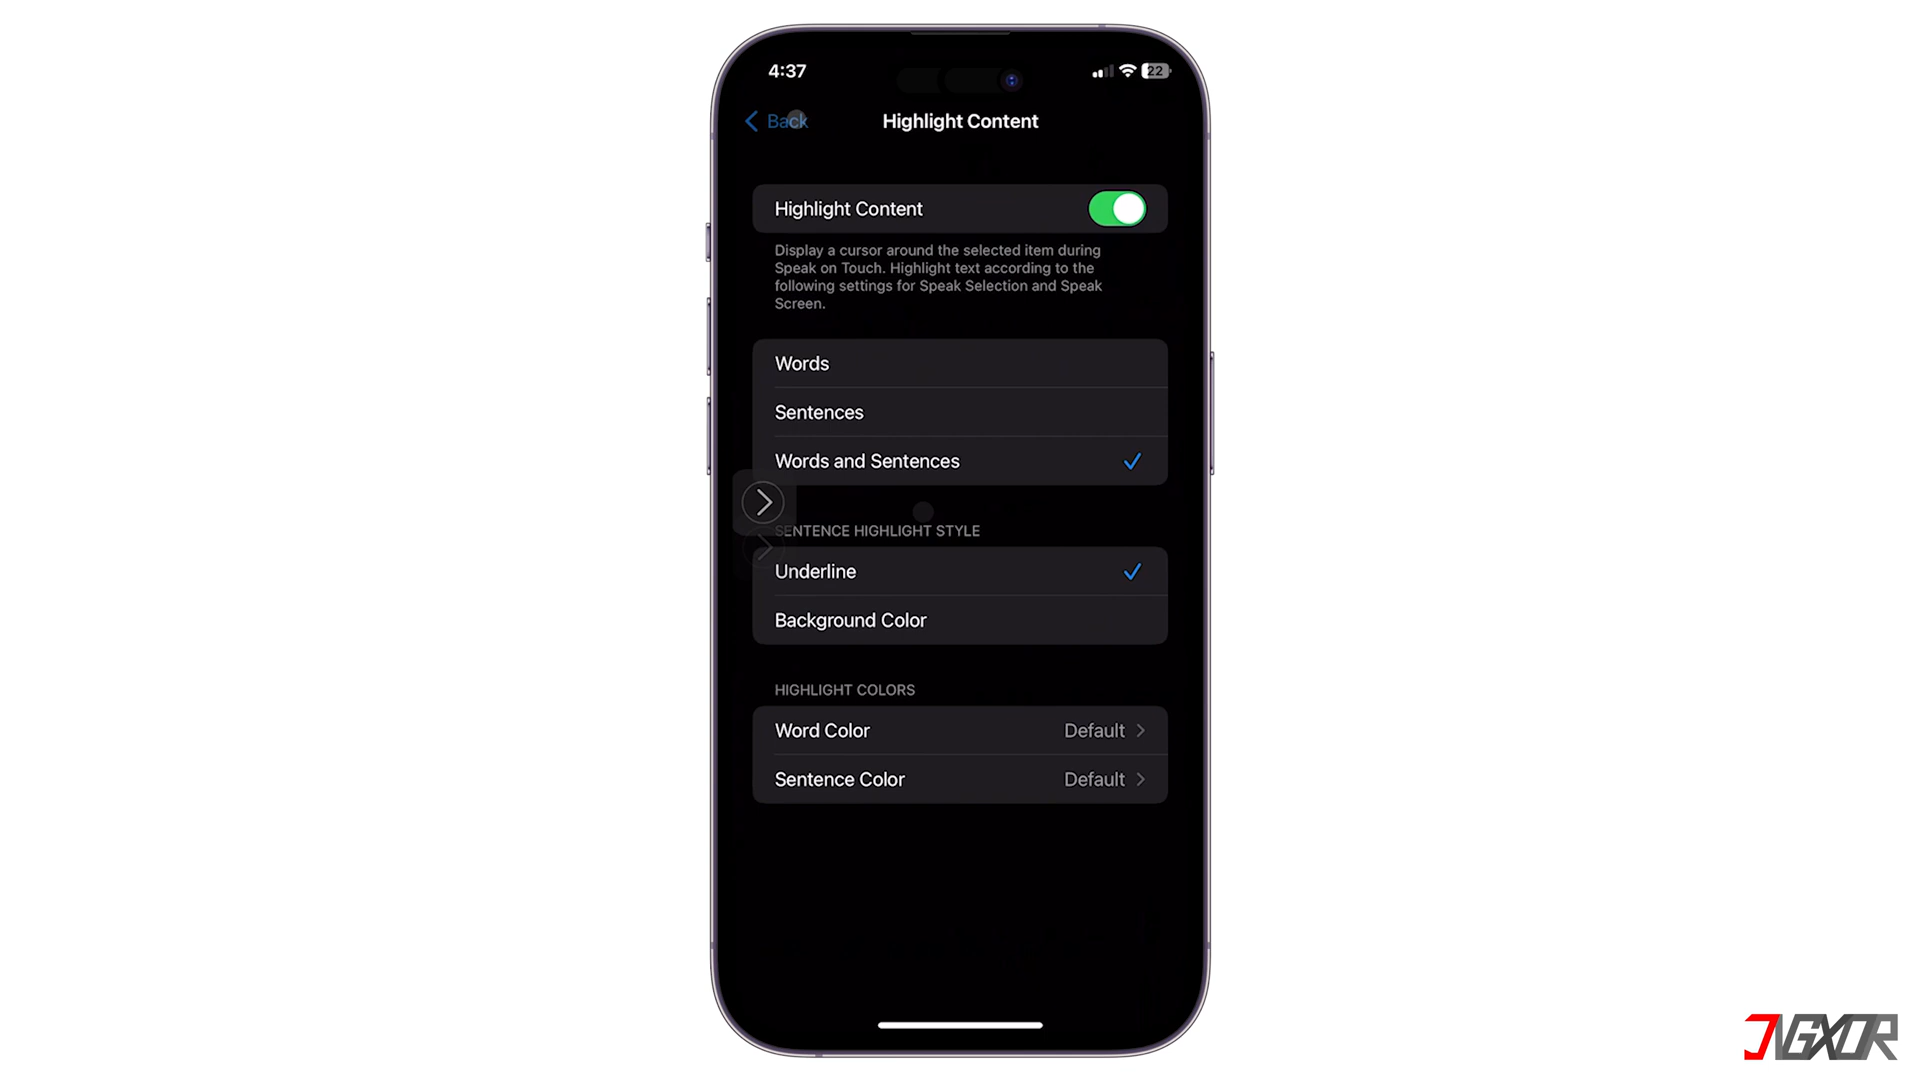 4:37
22
Back
Highlight Content
Highlight Content
Display a cursor around the selected item during
Speak on Touch. Highlight text according to the
following settings for Speak Selection and Speak
Screen.
Words
Sentences
Words and Sentences
SENTENCE HIGHLIGHT STYLE
Underline
Background Color
HIGHLIGHT COLORS
Word Color Default
Sentence Color Default
JVGXOR